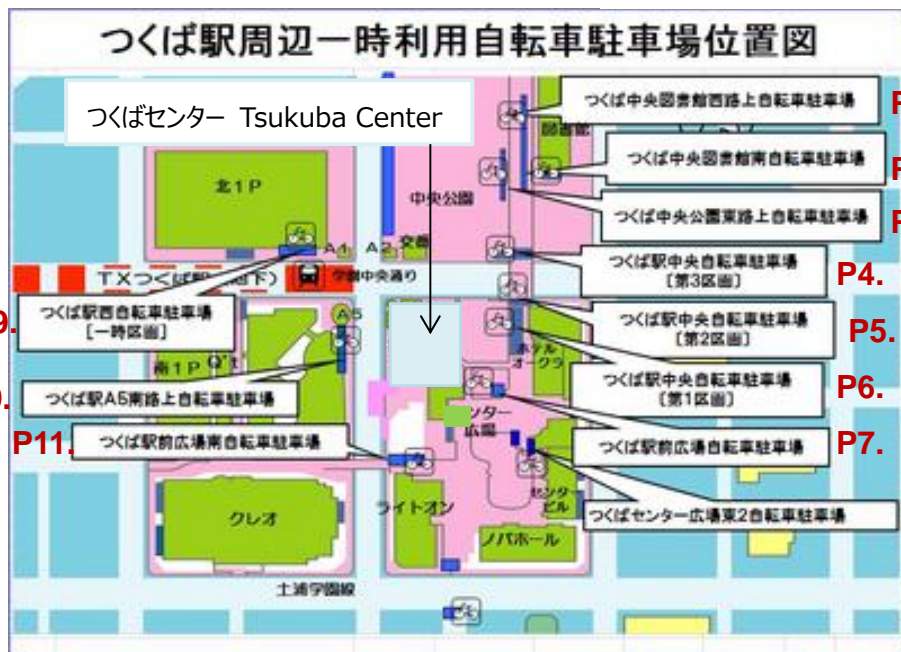 つくば駅周辺一時利用自転車駐車場位置図
つくばセンター Tsukuba Center
つくば中央図書館西路上自転車駐車場
P
図書館
つくば中央図書館南自転車駐車場
P
北1P
中央公園
つくば中央公園東路上自転車駐車場
P
A1
A2
交番
つくば駅中央自転車駐車場
[第3区画]
P4.
TXつくば駅(地下)
学園中央通り
9.
つくば駅西自転車駐車場
[一時区画]
A5
つくば駅中央自転車駐車場
(第2区画)
P5.
南1P
Q't
ホテル
オークラ
つくば駅中央自転車駐車場
(第1区画)
P6.
つくば駅A5南路上自転車駐車場
ンター
広場
P11.
つくば駅前広場南自転車駐車場
つくば駅前広場自転車駐車場
P7.
クレオ
ライトオン
センター
ビル
つくばセンター広場東2自転車駐車場
ノバホール
土浦学園線